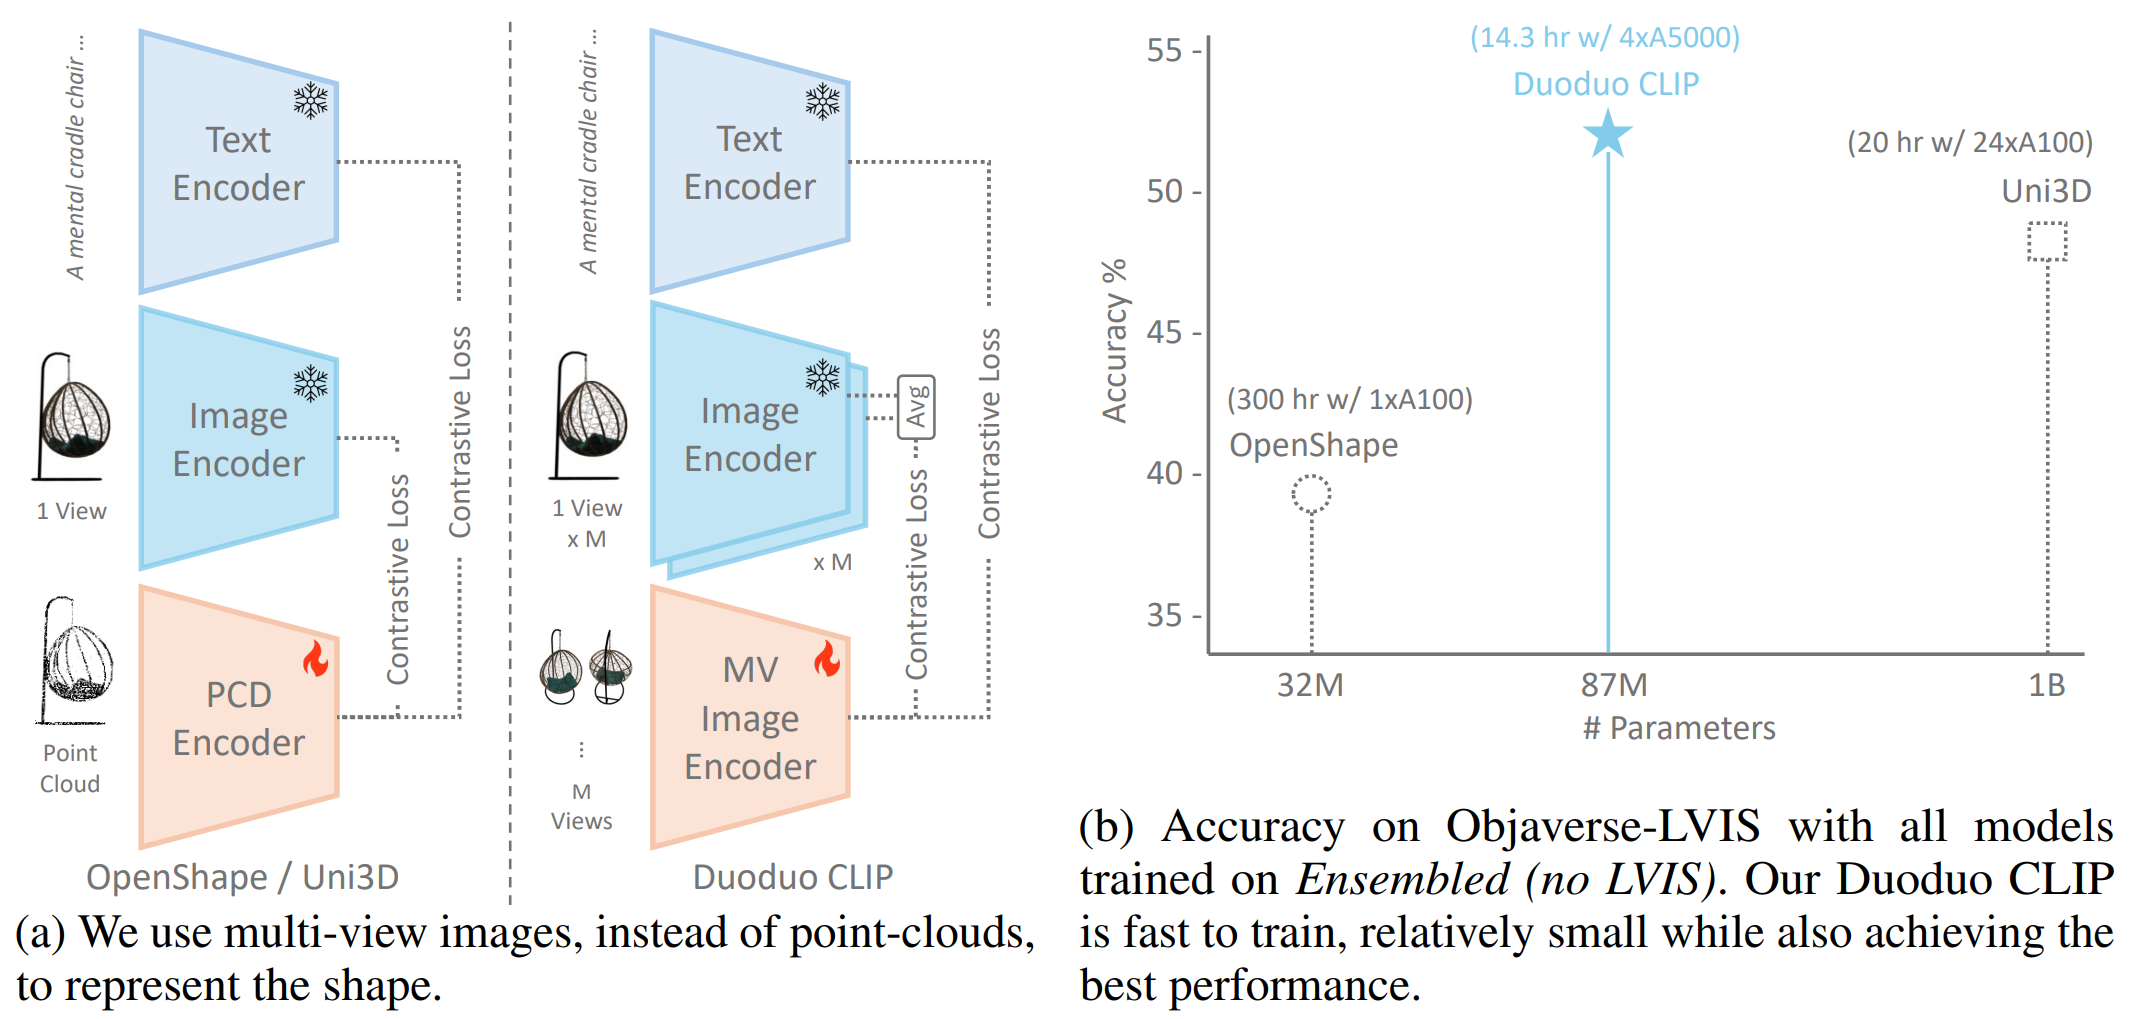 A mental cradle chair ...
Text
Encoder
Image
Encoder
1 View
PCD
Encoder
Point
Cloud
Contrastive Loss
Contrastive Loss
OpenShape / Uni3D
A mental cradle chair ...
Text
Encoder
Image
Encoder
1 View
x M
x M
Avg
MV
Image
Encoder
⋮
M
Views
Contrastive Loss
Contrastive Loss
Duoduo CLIP
(a) We use multi-view images, instead of point-clouds,
to represent the shape.
Accuracy %
55 -
50 -
45 -
40 -
35 -
(14.3 hr w/ 4xA5000)
Duoduo CLIP
(20 hr w/ 24xA100)
Uni3D
(300 hr w/ 1xA100)
OpenShape
32M
87M
1B
# Parameters
(b) Accuracy on Objaverse-LVIS with all models
trained on Ensembled (no LVIS). Our Duoduo CLIP
is fast to train, relatively small while also achieving the
best performance.